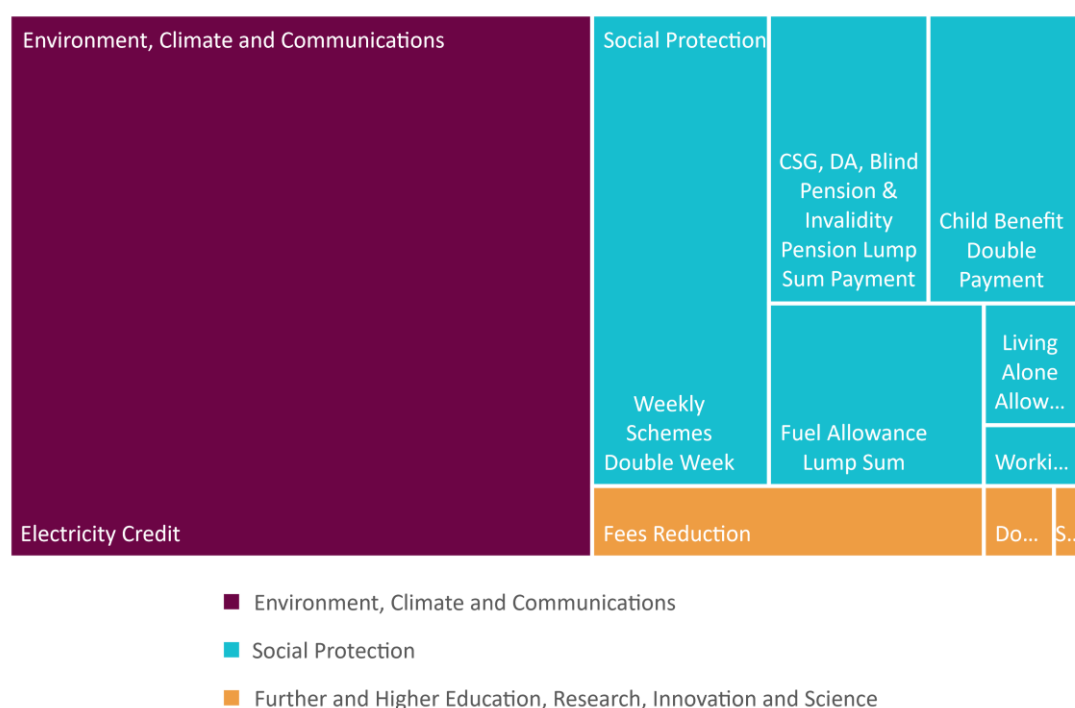 Environment, Climate and Communications
Electricity Credit
Social Protection
Weekly
Schemes
Double Week
CSG, DA, Blind
Pension &
Invalidity
Pension Lump
Sum Payment
Child Benefit
Double
Payment
Fuel Allowance
Lump Sum
Living
Alone
Allow...
Worki...
Fees Reduction
Do...
S..
Environment, Climate and Communications
Social Protection
Further and Higher Education, Research, Innovation and Science